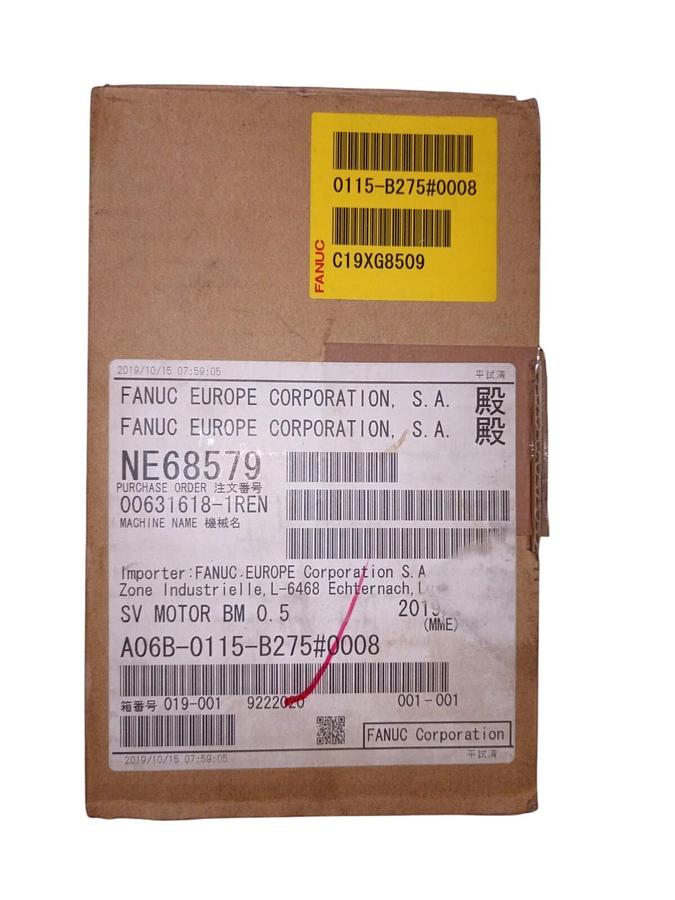 0115-B275#0008
C19XG8509
FANUC
2019/10/15 07:59:05 平試済
FANUC EUROPE CORPORATION, S.A. 殿
FANUC EUROPE CORPORATION, S.A. 殿
NE68579
PURCHASE ORDER 注文番号
00631618-1REN
MACHINE NAME 機械名
Importer:FANUC EUROPE Corporation S.A
Zone Industrielle,L-6468 Echternach,
SV MOTOR BM 0.5 2019
(MME)
A06B-0115-B275#0008
箱番号 019-001 9222020 001-001
FANUC Corporation
2019/10/15 07:59:05 平試済